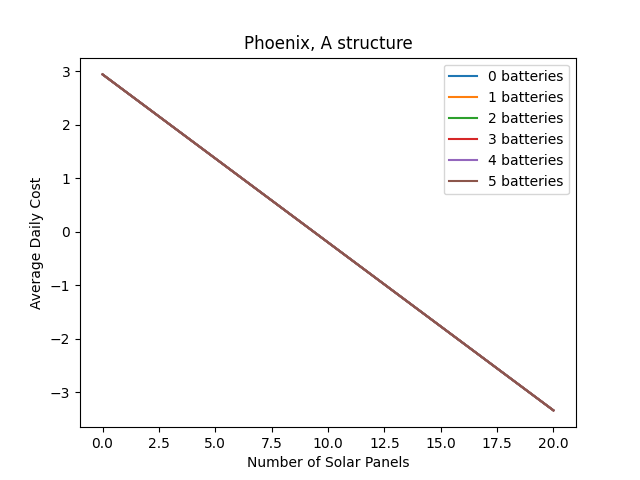 Phoenix, A structure
0 batteries
1 batteries
2 batteries
3 batteries
4 batteries
5 batteries
Average Daily Cost
3
2
1
0
−1
−2
−3
0.0 2.5 5.0 7.5 10.0 12.5 15.0 17.5 20.0
Number of Solar Panels